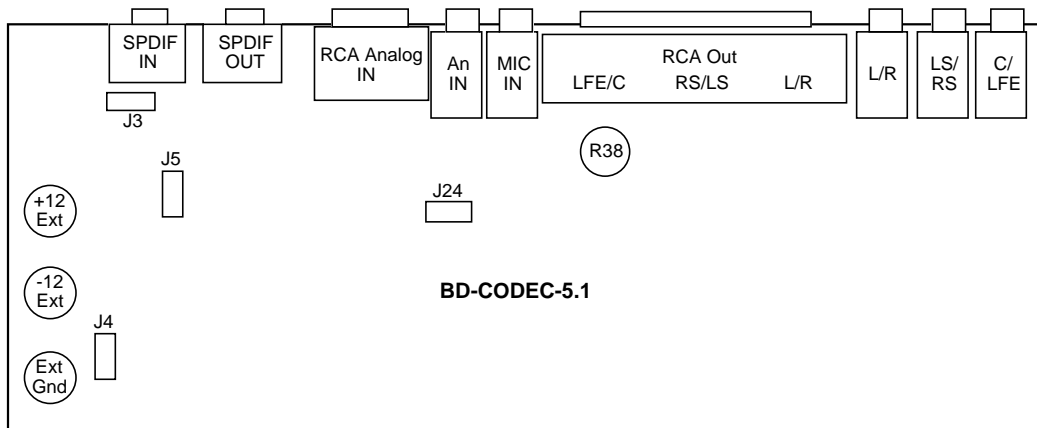 SPDIF
IN
SPDIF
OUT
RCA Analog
IN
An
IN
MIC
IN
RCA Out
LFE/C RS/LS L/R
L/R
LS/
RS
C/
LFE
J3
J5
R38
J24
+12
Ext
-12
Ext
BD-CODEC-5.1
J4
Ext
Gnd